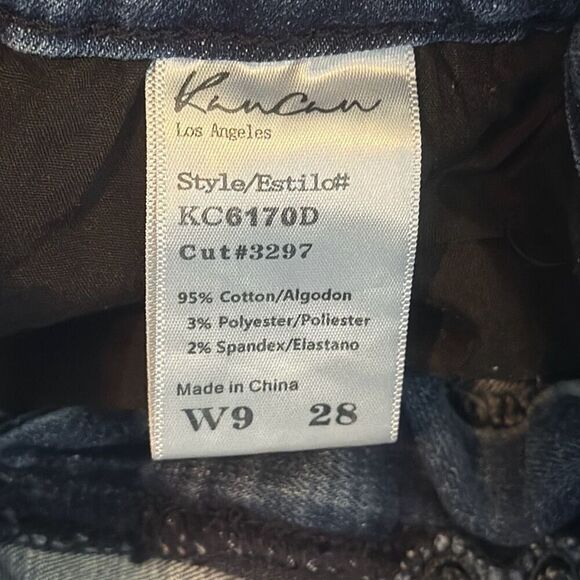 Kancan
Los Angeles
Style/Estilo#
KC6170D
Cut#3297
95% Cotton/Algodon
3% Polyester/Poliester
2% Spandex/Elastano
Made in China
W9 28